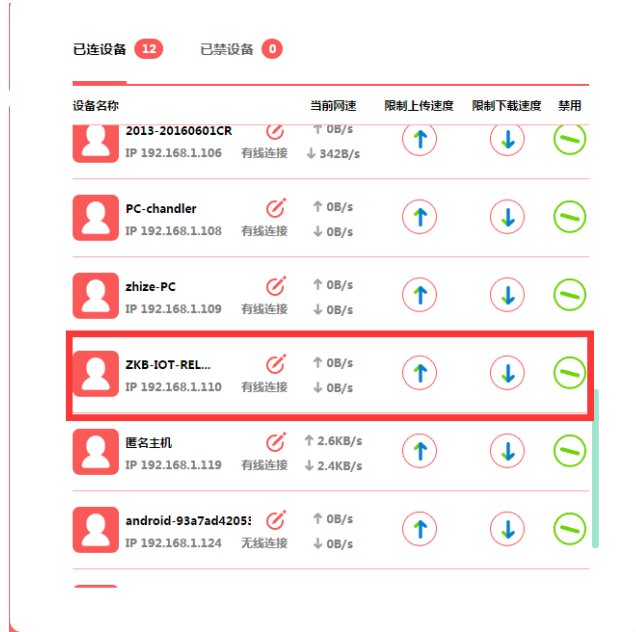 已连设备 12 已禁设备 0
设备名称 当前网速 限制上传速度 限制下载速度 禁用
2013-20160601CR ↑ 0B/s
IP 192.168.1.106 有线连接 ↓ 342B/s
PC-chandler ↑ 0B/s
IP 192.168.1.108 有线连接 ↓ 0B/s
zhize-PC ↑ 0B/s
IP 192.168.1.109 有线连接 ↓ 0B/s
ZKB-IOT-REL... ↑ 0B/s
IP 192.168.1.110 有线连接 ↓ 0B/s
匿名主机 ↑ 2.6KB/s
IP 192.168.1.119 有线连接 ↓ 2.4KB/s
android-93a7ad4205 ↑ 0B/s
IP 192.168.1.124 无线连接 ↓ 0B/s